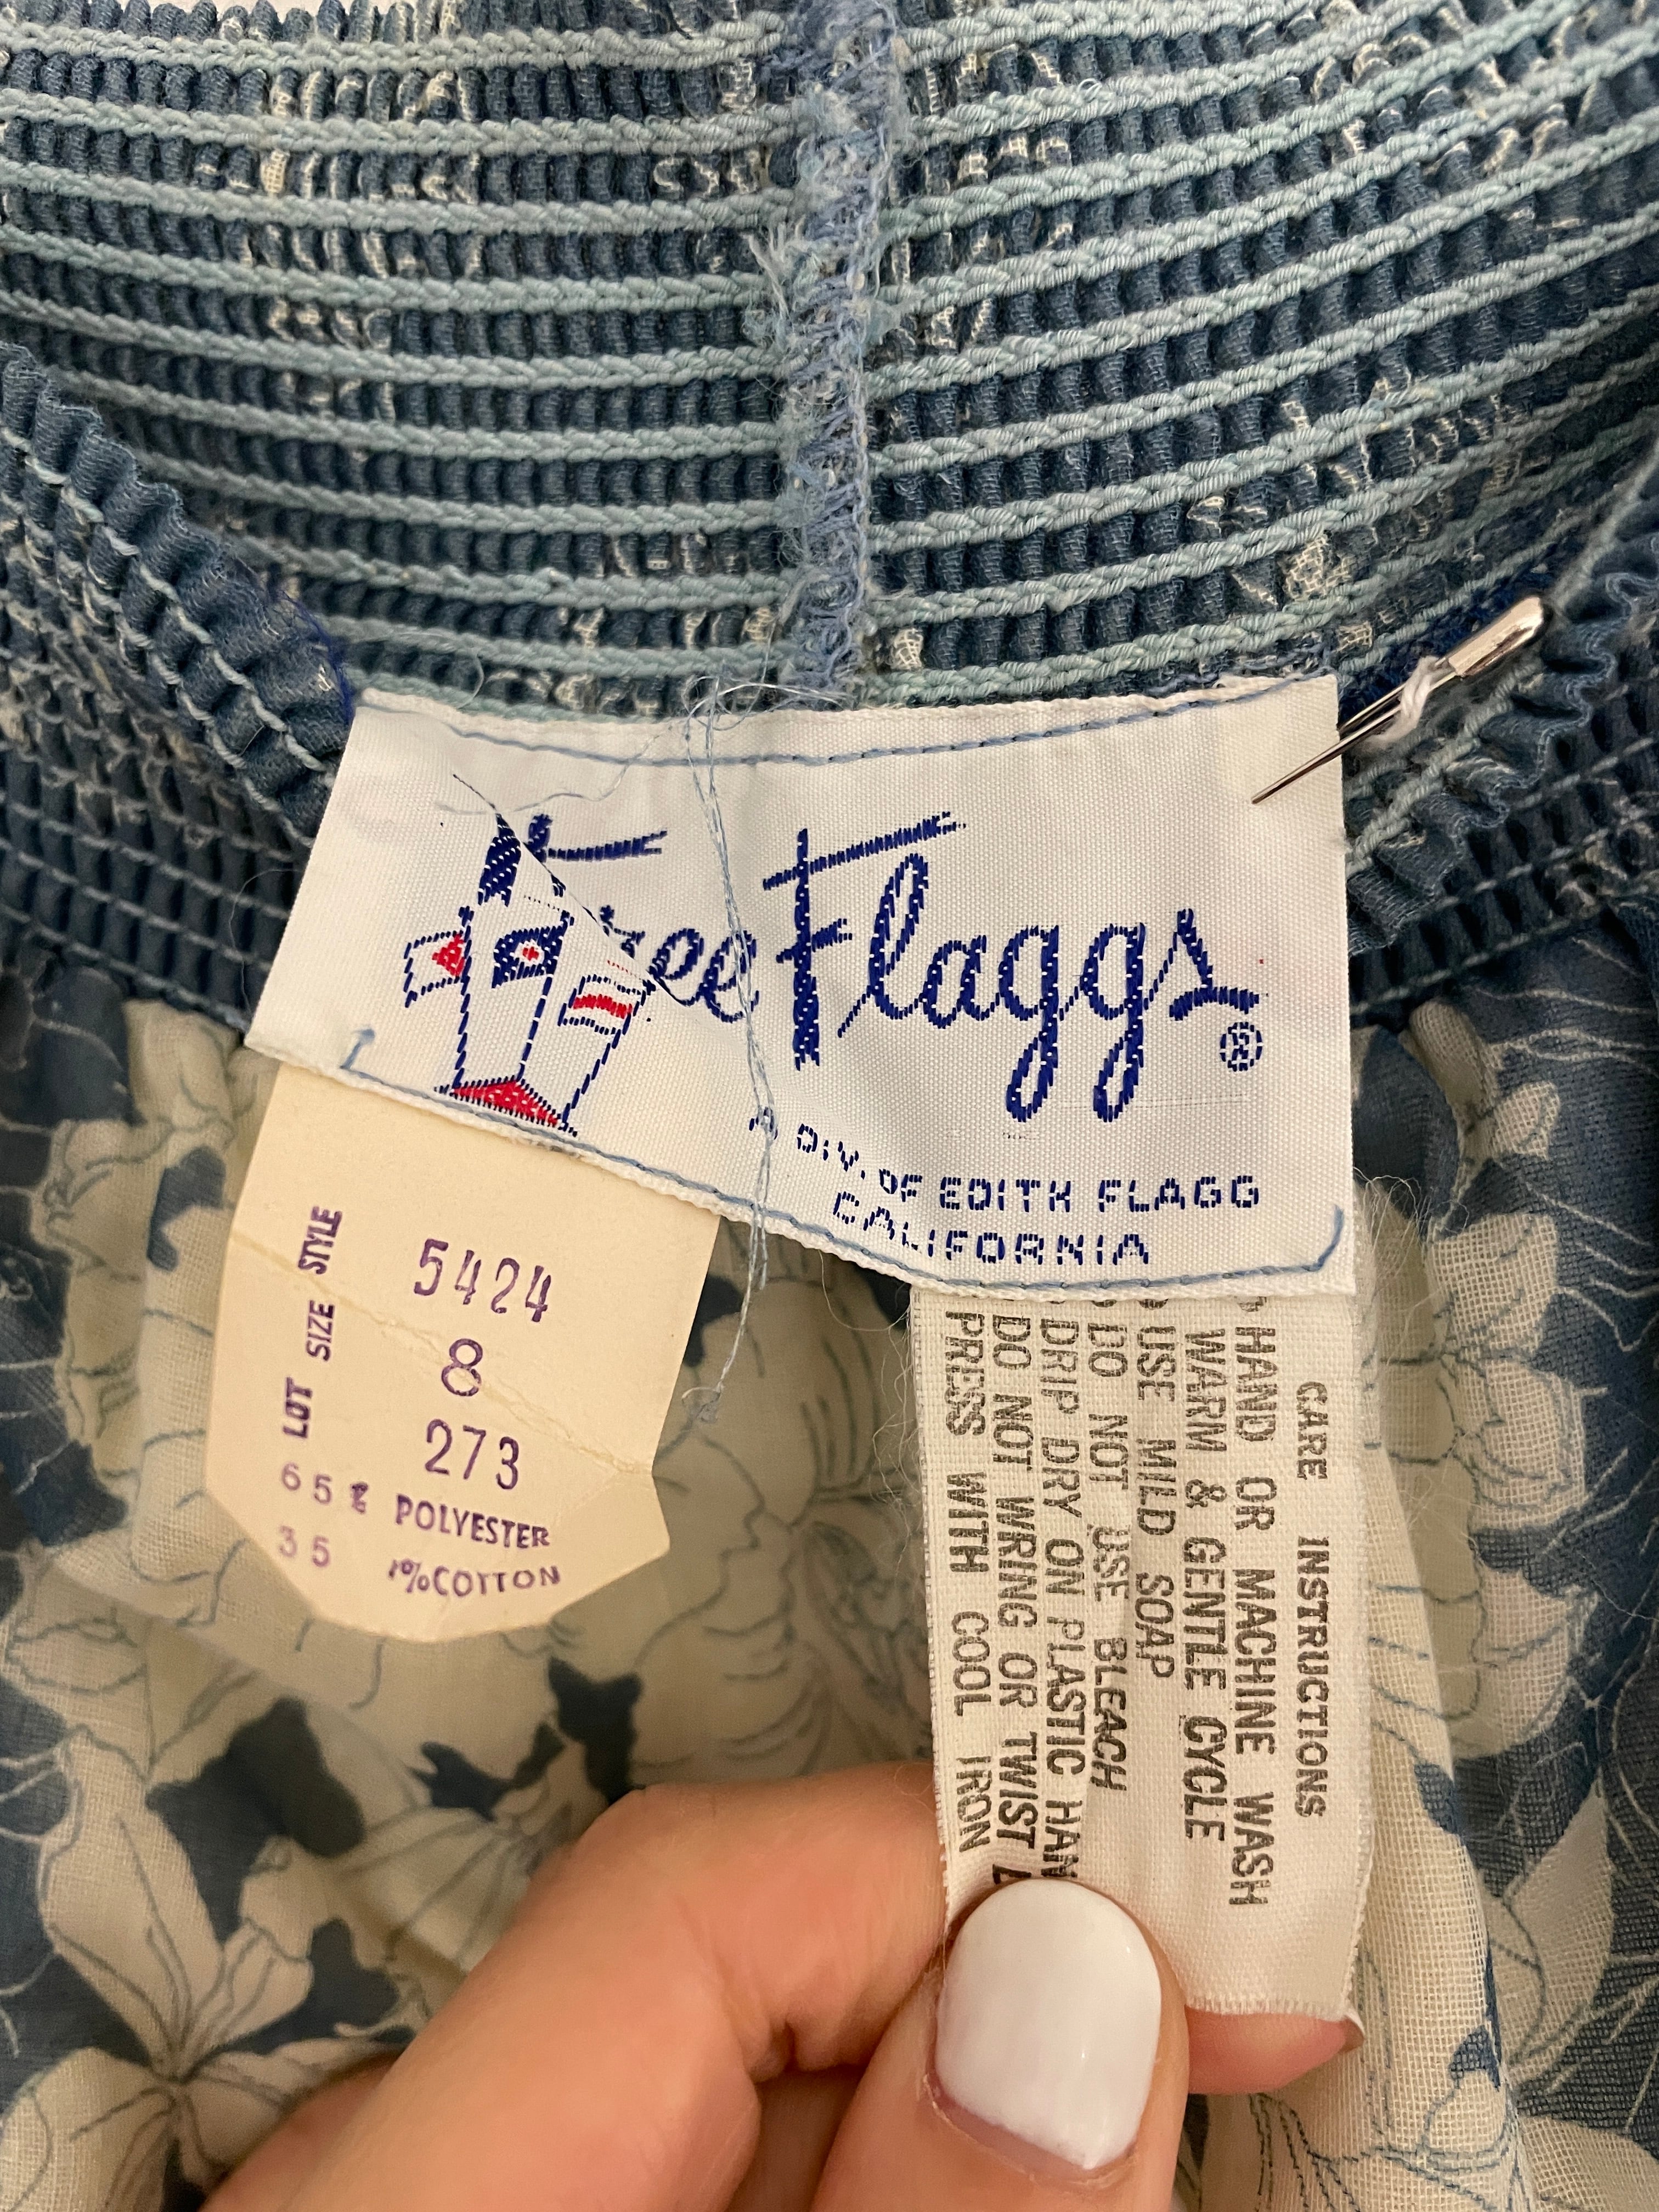 Flaggs®
A DIV. OF EDITH FLAGG
CALIFORNIA
STYLE 5424
SIZE 8
LOT 273
65% POLYESTER
35 %COTTON
CARE INSTRUCTIONS
HAND OR MACHINE WASH
WARM & GENTLE CYCLE
USE MILD SOAP
DO NOT USE BLEACH
DRIP DRY ON PLASTIC
DO NOT WRING OR TWIST
PRESS WITH COOL IRON